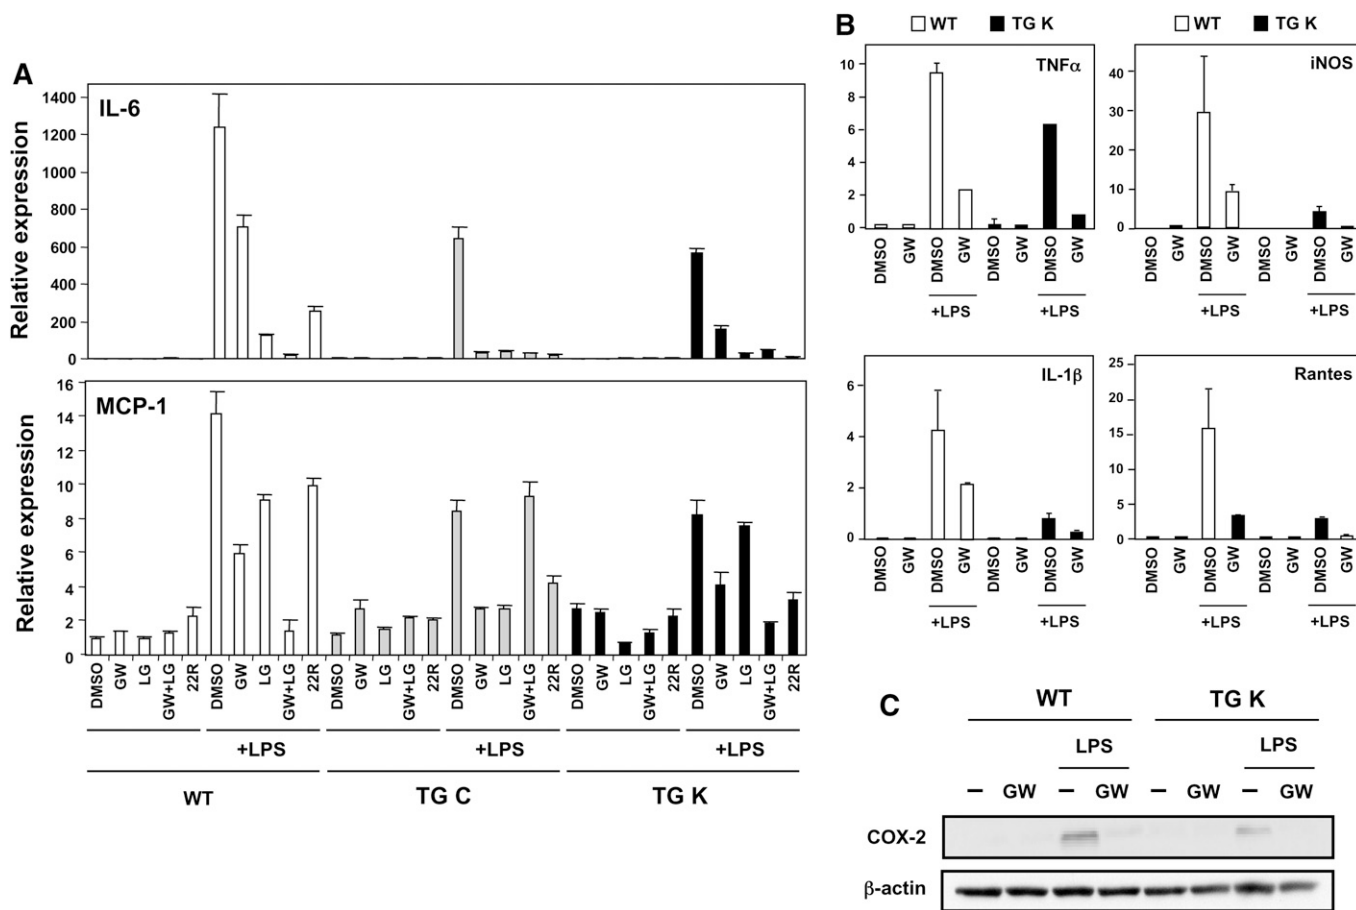 A
IL-6
Relative expression
1400
1200
1000
800
600
400
200
0
MCP-1
Relative expression
16
14
12
10
8
6
4
2
0
DMSO GW LG GW+LG 22R DMSO GW LG GW+LG 22R DMSO GW LG GW+LG 22R DMSO GW LG GW+LG 22R DMSO GW LG GW+LG 22R DMSO GW LG GW+LG 22R
+LPS +LPS +LPS
WT TG C TG K
B
WT TG K WT TG K
TNFα
10
8
6
4
2
0
DMSO GW DMSO GW DMSO GW DMSO GW
+LPS +LPS
iNOS
40
30
20
10
0
DMSO GW DMSO GW DMSO GW DMSO GW
+LPS +LPS
IL-1β
6
4
2
0
DMSO GW DMSO GW DMSO GW DMSO GW
+LPS +LPS
Rantes
25
20
15
10
5
0
DMSO GW DMSO GW DMSO GW DMSO GW
+LPS +LPS
C
WT TG K
LPS LPS
– GW – GW – GW – GW
COX-2
β-actin